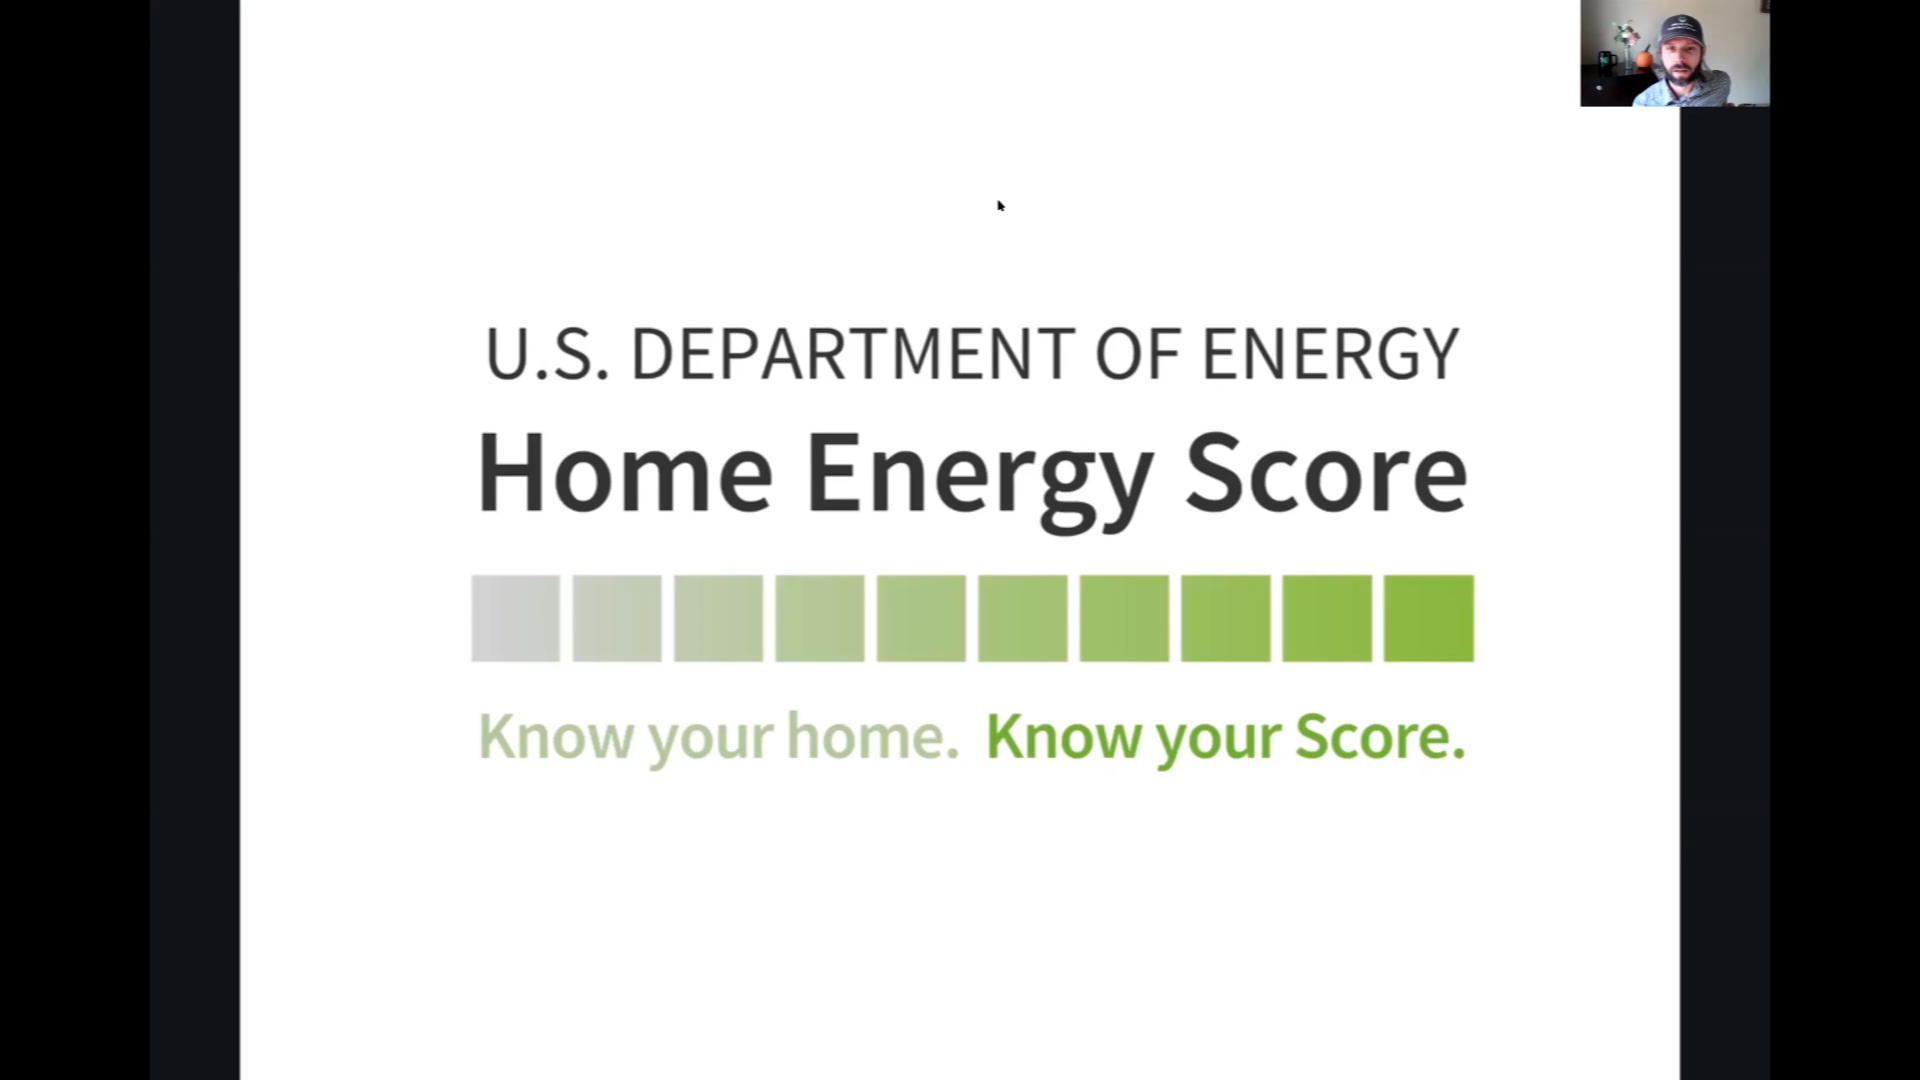 U.S. DEPARTMENT OF ENERGY
Home Energy Score
Know your home. Know your Score.